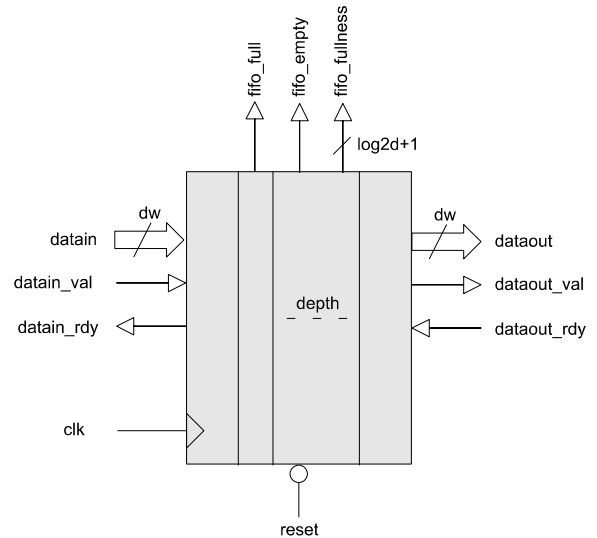 fifo_full
fifo_empty
fifo_fullness
log2d+1
dw
datain
datain_val
datain_rdy
clk
depth
dw
dataout
dataout_val
dataout_rdy
reset